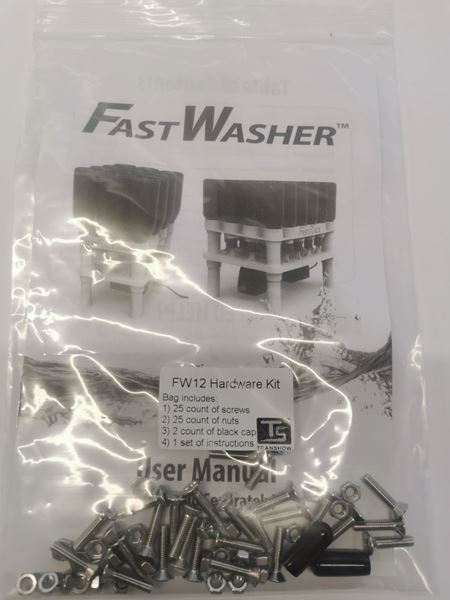 FASTWASHER™
FW12 Hardware Kit
Bag includes:
1) 25 count of screws
2) 25 count of nuts
3) 2 count of black cap
4) 1 set of instructions
TS
TRANSHOW
User Manual